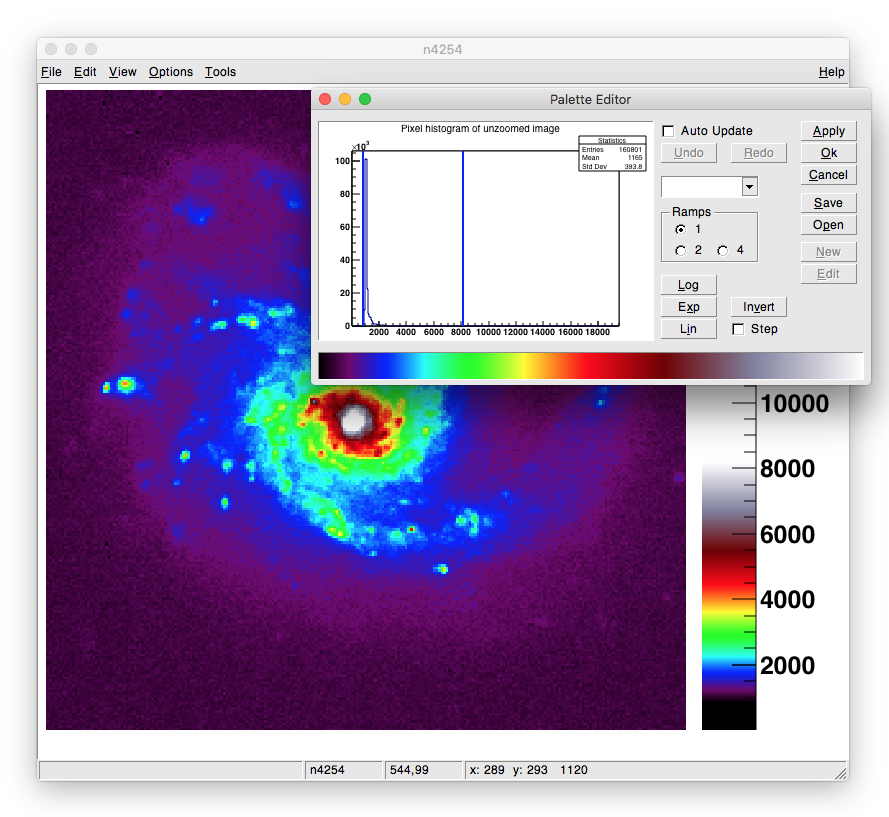 n4254
File Edit View Options Tools Help
Palette Editor
Pixel histogram of unzoomed image
×10³
Statistics
Entries 160801
Mean 1165
Std Dev 393.8
100
80
60
40
20
0
2000 4000 6000 8000 10000 12000 14000 16000 18000
Auto Update
Undo Redo
Ramps
1
2 4
Log
Exp Invert
Lin Step
Apply
Ok
Cancel
Save
Open
New
Edit
10000
8000
6000
4000
2000
n4254 544,99 x: 289 y: 293 1120